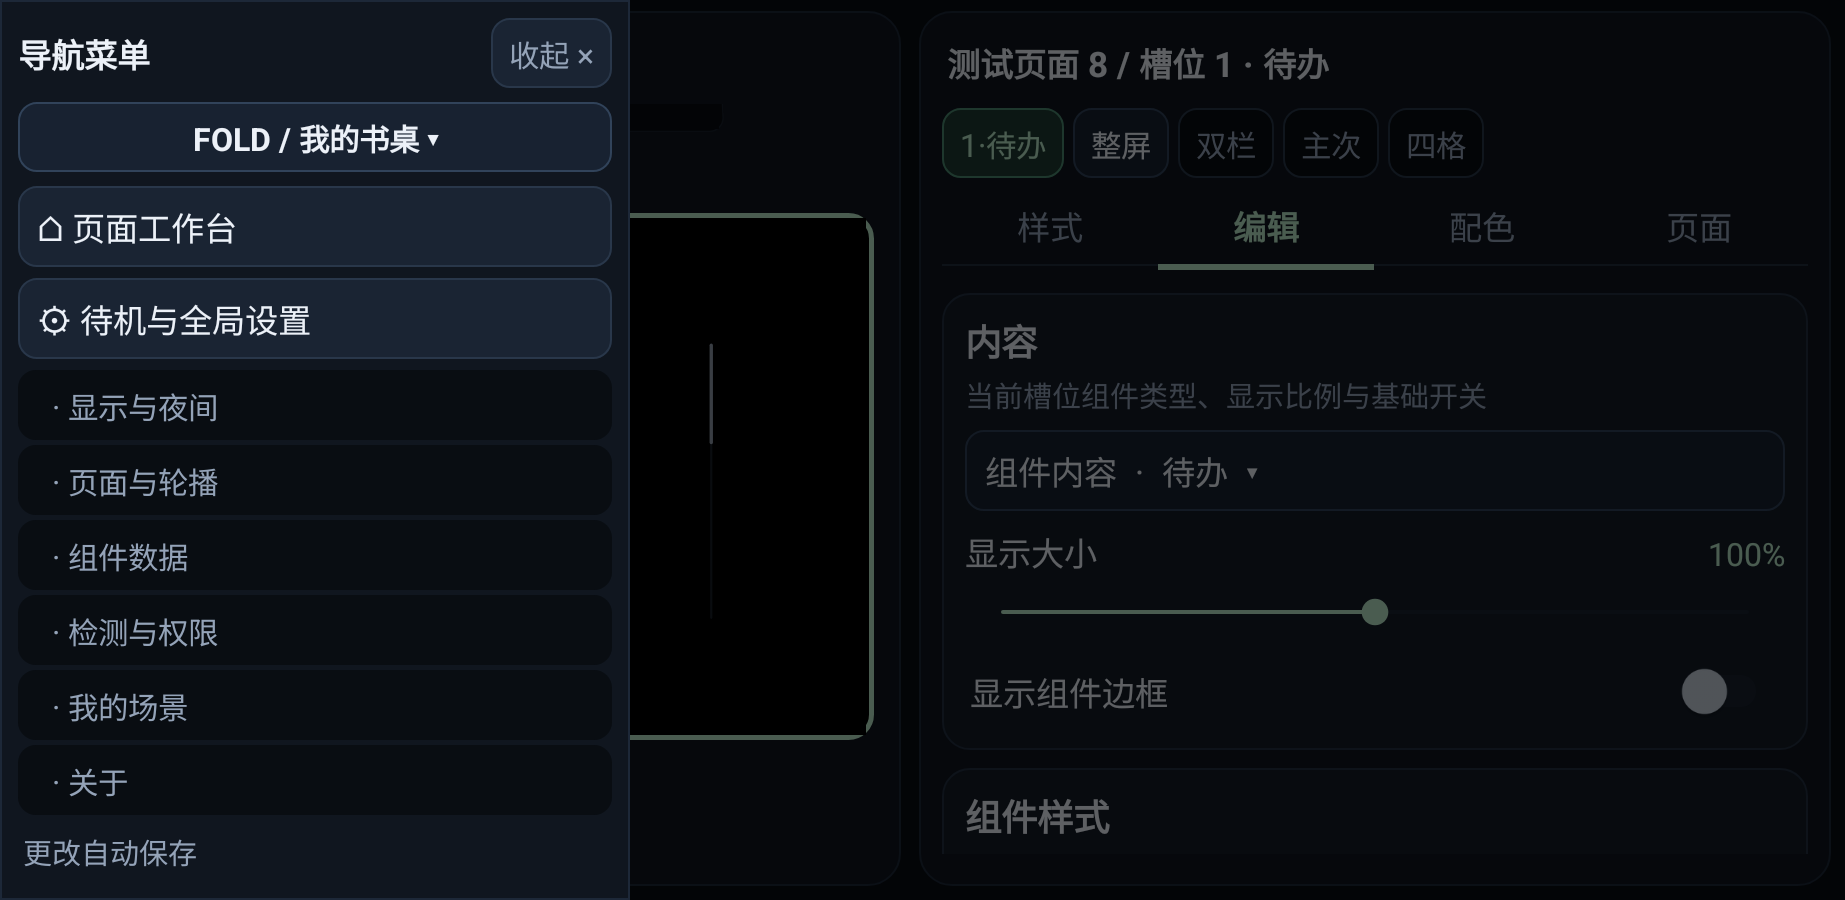 导航菜单
收起 ×
FOLD / 我的书桌 ▾
⌂ 页面工作台
⚙ 待机与全局设置
· 显示与夜间
· 页面与轮播
· 组件数据
· 检测与权限
· 我的场景
· 关于
更改自动保存
测试页面 8 / 槽位 1 · 待办
1·待办 整屏 双栏 主次 四格
样式 编辑 配色 页面
内容
当前槽位组件类型、显示比例与基础开关
组件内容 · 待办 ▾
显示大小 100%
显示组件边框
组件样式